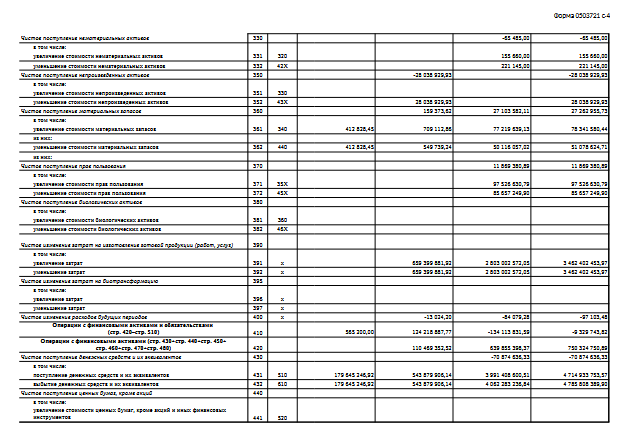 Форма 0503721 с-4
Чистое поступление нематериальных активов 330 -65 485,00 -65 485,00
в том числе:
увеличение стоимости нематериальных активов 331 320 155 660,00 155 660,00
уменьшение стоимости нематериальных активов 332 42X 221 145,00 221 145,00
Чистое поступление непроизведенных активов 350 -28 038 929,93 -28 038 929,93
в том числе:
увеличение стоимости непроизведенных активов 351 330
уменьшение стоимости непроизведенных активов 352 43X 28 038 929,93 28 038 929,93
Чистое поступление материальных запасов 360 159 373,62 27 103 582,11 27 262 955,73
в том числе:
увеличение стоимости материальных запасов 361 340 412 828,45 709 112,86 77 219 639,13 78 341 580,44
из них:
уменьшение стоимости материальных запасов 362 440 412 828,45 549 739,24 50 116 057,02 51 078 624,71
из них:
Чистое поступление прав пользования 370 11 869 380,89 11 869 380,89
в том числе:
увеличение стоимости прав пользования 371 35X 97 526 630,79 97 526 630,79
уменьшение стоимости прав пользования 372 45X 85 657 249,90 85 657 249,90
Чистое поступление биологических активов 380
в том числе:
увеличение стоимости биологических активов 381 360
уменьшение стоимости биологических активов 382 46X
Чистое изменение затрат на изготовление готовой продукции (работ, услуг) 390
в том числе:
увеличение затрат 391 x 659 399 881,92 2 803 002 572,05 3 462 402 453,97
уменьшение затрат 392 x 659 399 881,92 2 803 002 572,05 3 462 402 453,97
Чистое изменение затрат на биотрансформацию 395
в том числе:
увеличение затрат 396 x
уменьшение затрат 397 x
Чистое изменение расходов будущих периодов 400 x -13 024,20 -84 079,28 -97 103,48
Операции с финансовыми активами и обязательствами
(стр. 420–стр. 510) 410 565 200,00 124 218 887,77 -134 113 831,59 -9 329 743,82
Операции с финансовыми активами (стр. 430+стр. 440+стр. 450+
стр. 460+стр. 470+стр. 480) 420 110 469 352,52 639 855 398,37 750 324 750,89
Чистое поступление денежных средств и их эквивалентов 430 -70 874 636,33 -70 874 636,33
в том числе:
поступление денежных средств и их эквивалентов 431 510 179 645 246,92 543 879 906,14 3 991 408 600,51 4 714 933 753,57
выбытие денежных средств и их эквивалентов 432 610 179 645 246,92 543 879 906,14 4 062 283 236,84 4 785 808 389,90
Чистое поступление ценных бумаг, кроме акций 440
в том числе:
увеличение стоимости ценных бумаг, кроме акций и иных финансовых
инструментов 441 520